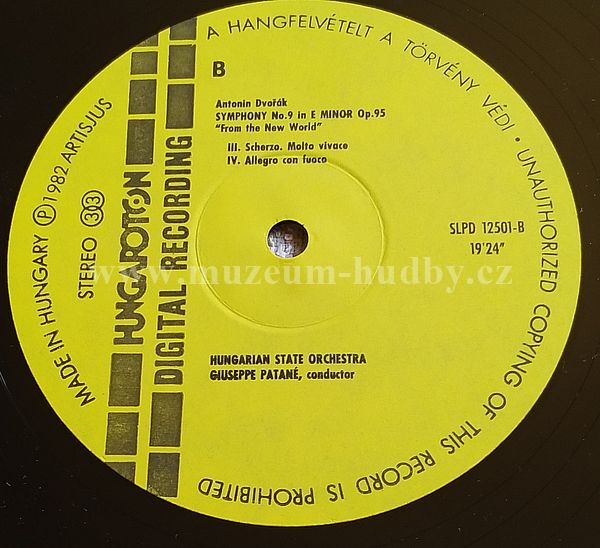 A HANGFELVÉTELT A TÖRVÉNY VÉDI · UNAUTHORIZED COPYING OF THIS RECORD IS PROHIBITED
B
Antonin Dvořák
SYMPHONY No.9 in E MINOR Op.95
"From the New World"
III. Scherzo. Molto vivace
IV. Allegro con fuoco
SLPD 12501-B
19'24"
www.muzeum-hudby.cz
HUNGARIAN STATE ORCHESTRA
GIUSEPPE PATANÉ, conductor
MADE IN HUNGARY Ⓟ 1982 ARTISJUS
STEREO 33
HUNGAROTON
DIGITAL RECORDING